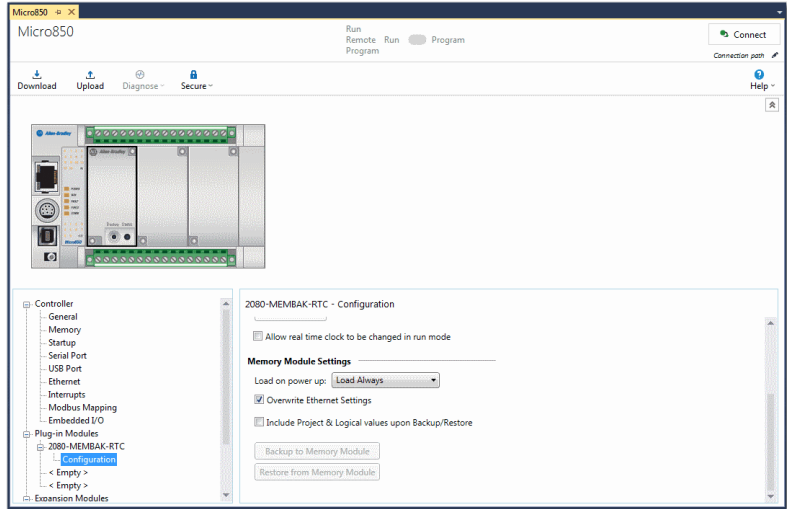 Micro850
Micro850
Run
Remote Run Program
Program
Connect
Connection path
Download Upload Diagnose Secure
Help
Allen-Bradley
Allen-Bradley
Micro850
Controller
General
Memory
Startup
Serial Port
USB Port
Ethernet
Interrupts
Modbus Mapping
Embedded I/O
Plug-in Modules
2080-MEMBAK-RTC
Configuration
< Empty >
< Empty >
Expansion Modules
2080-MEMBAK-RTC - Configuration
Allow real time clock to be changed in run mode
Memory Module Settings
Load on power up: Load Always
Overwrite Ethernet Settings
Include Project & Logical values upon Backup/Restore
Backup to Memory Module
Restore from Memory Module